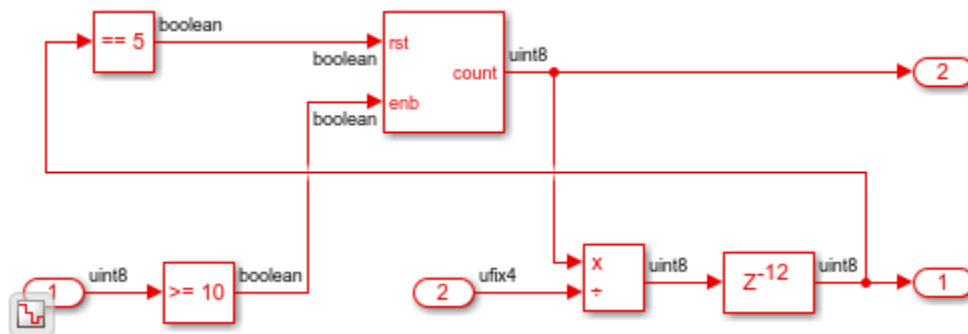 boolean
== 5
rst
boolean
uint8
count
2
enb
boolean
uint8
boolean
ufix4
x
uint8
uint8
1
>= 10
2
÷
Z-12
1